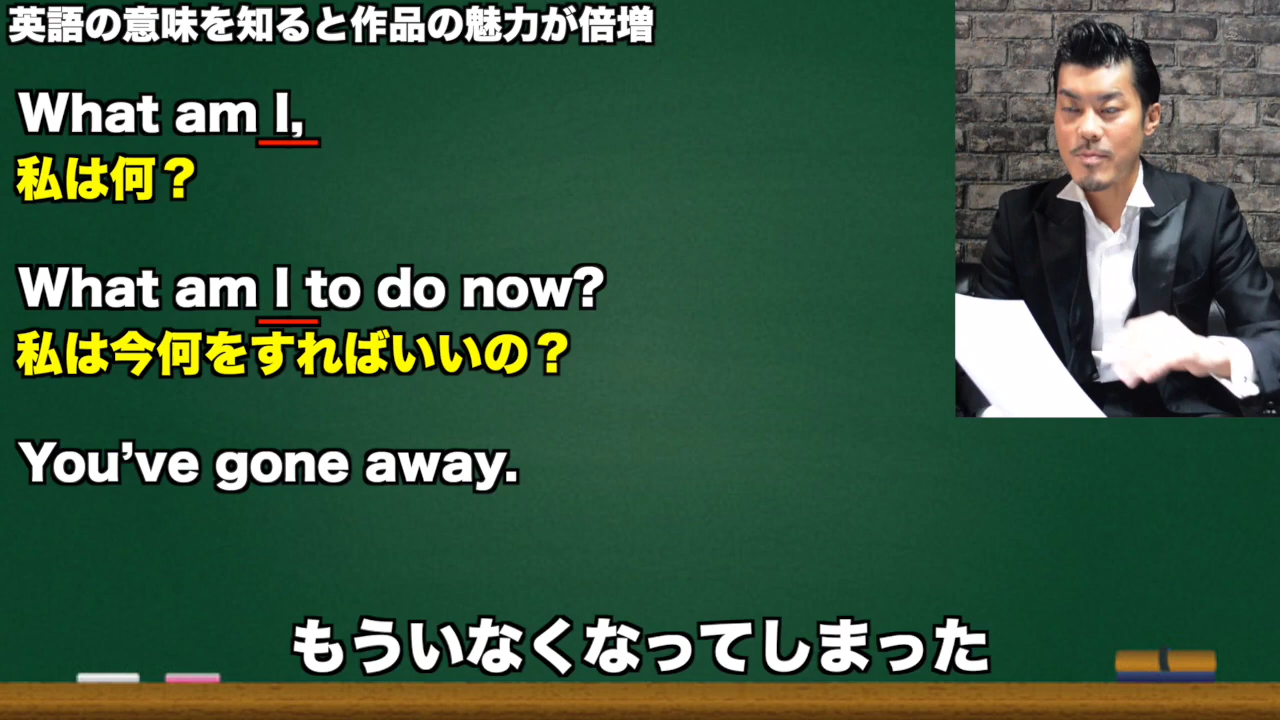 英語の意味を知ると作品の魅力が倍増
What am I,
私は何？
What am I to do now?
私は今何をすればいいの？
You’ve gone away.
もういなくなってしまった